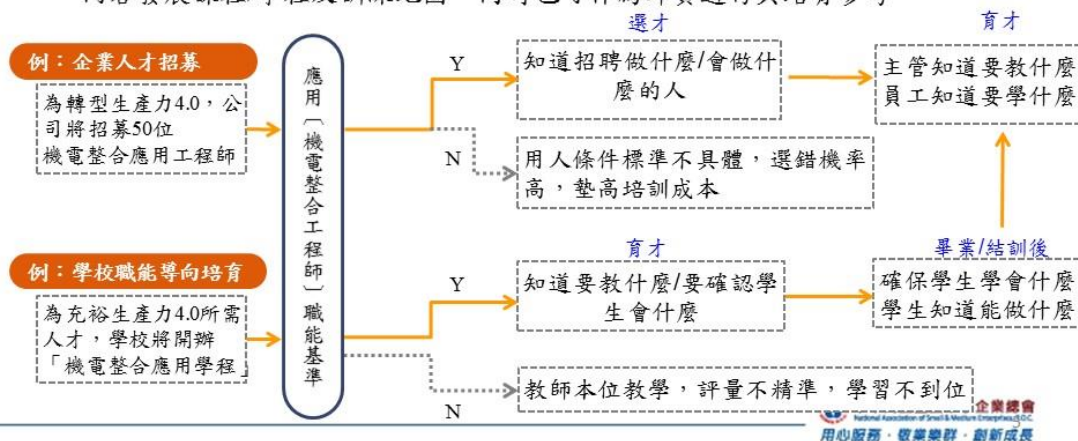 選才
育才
例：企業人才招募
為轉型生產力4.0，公
司將招募50位
機電整合應用工程師
應用〔機電整合工程師〕職能基準
Y
知道招聘做什麼/會做什
麼的人
主管知道要教什麼
員工知道要學什麼
N
用人條件標準不具體，選錯機率
高，墊高培訓成本
育才
畢業/結訓後
例：學校職能導向培育
為充裕生產力4.0所需
人才，學校將開辦
「機電整合應用學程」
Y
知道要教什麼/要確認學
生會什麼
確保學生學會什麼
學生知道能做什麼
N
教師本位教學，評量不精準，學習不到位
企業總會
National Association of Small & Medium Enterprises,R.O.C.
用心服務．敬業樂群．創新成長
3